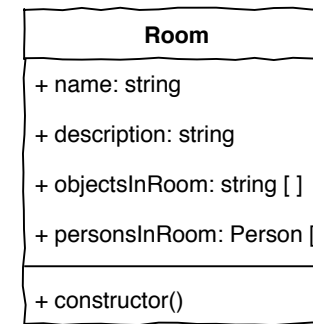 Room
+ name: string
+ description: string
+ objectsInRoom: string [ ]
+ personsInRoom: Person [
+ constructor()